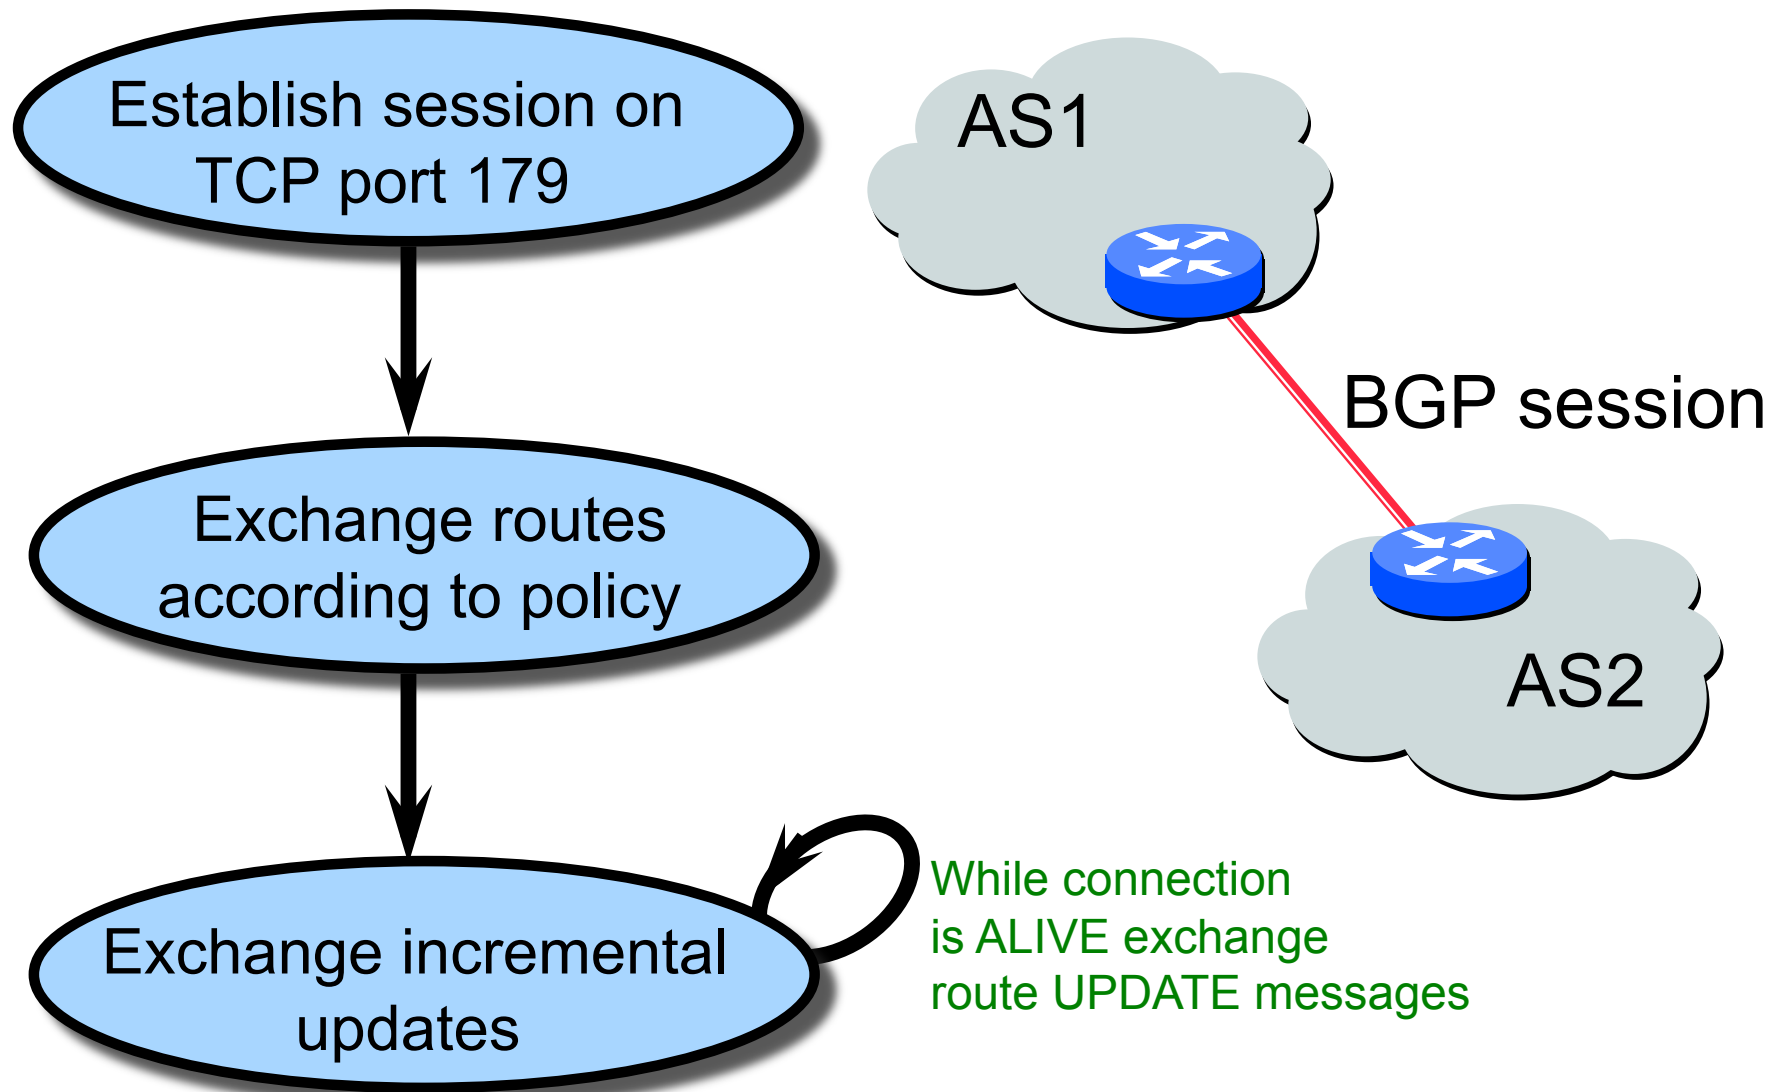 Establish session on
TCP port 179
AS1
BGP session
Exchange routes
according to policy
AS2
Exchange incremental
updates
While connection
is ALIVE exchange
route UPDATE messages